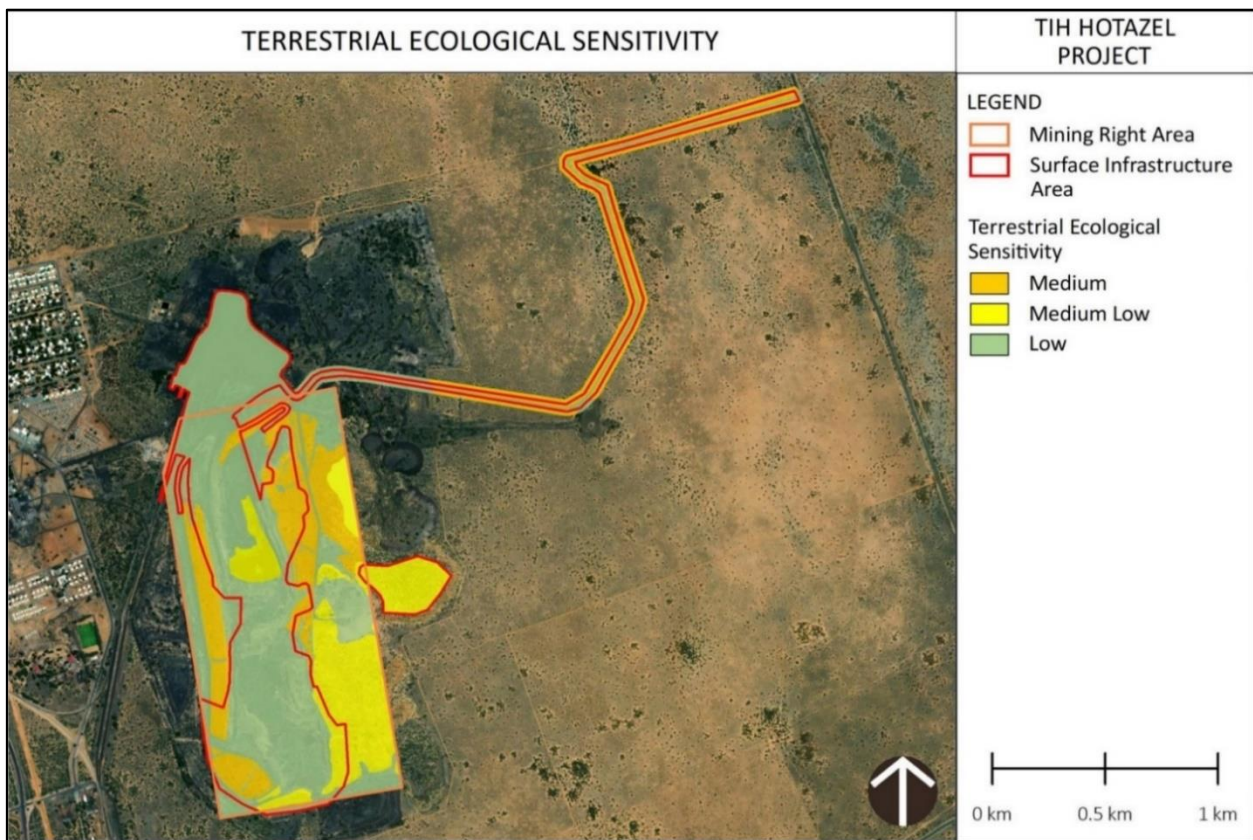 TERRESTRIAL ECOLOGICAL SENSITIVITY
TIH HOTAZEL
PROJECT
LEGEND
Mining Right Area
Surface Infrastructure
Area
Terrestrial Ecological
Sensitivity
Medium
Medium Low
Low
0 km
0.5 km
1 km